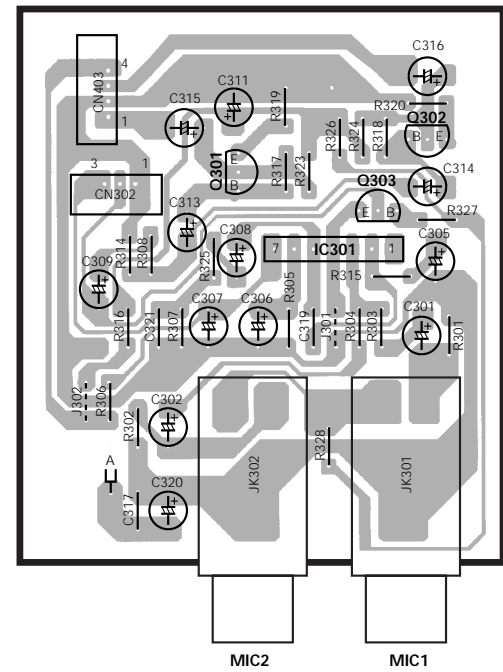 C316
4
CN403
C311
C315
R319
R320
1
Q302
B E
R326
R324
R318
Q301
E
B
R317
R323
C314
3 1
CN302
Q303
E B
R327
C313
C308
7 IC301 1
C305
R314
R308
R325
C309
R315
R305
C307
C306
C301
R316
C321
R307
C319
J301
R304
R303
R301
J302
R306
R302
C302
R328
A
JK302
JK301
C320
C317
MIC2 MIC1